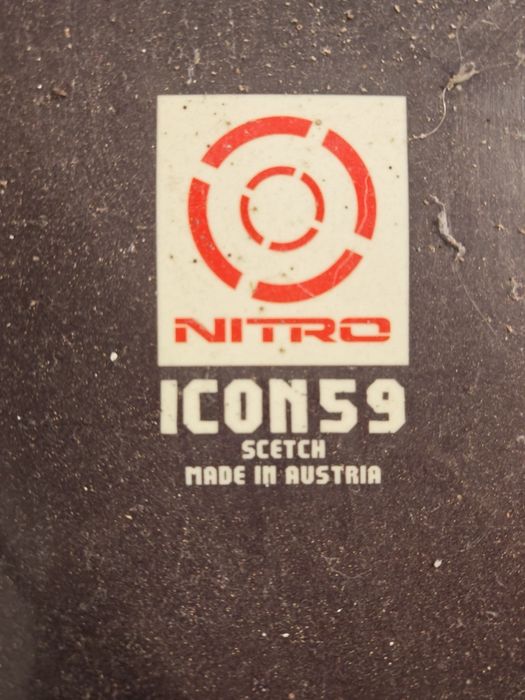 NITRO
ICON59
SCETCH
MADE IN AUSTRIA